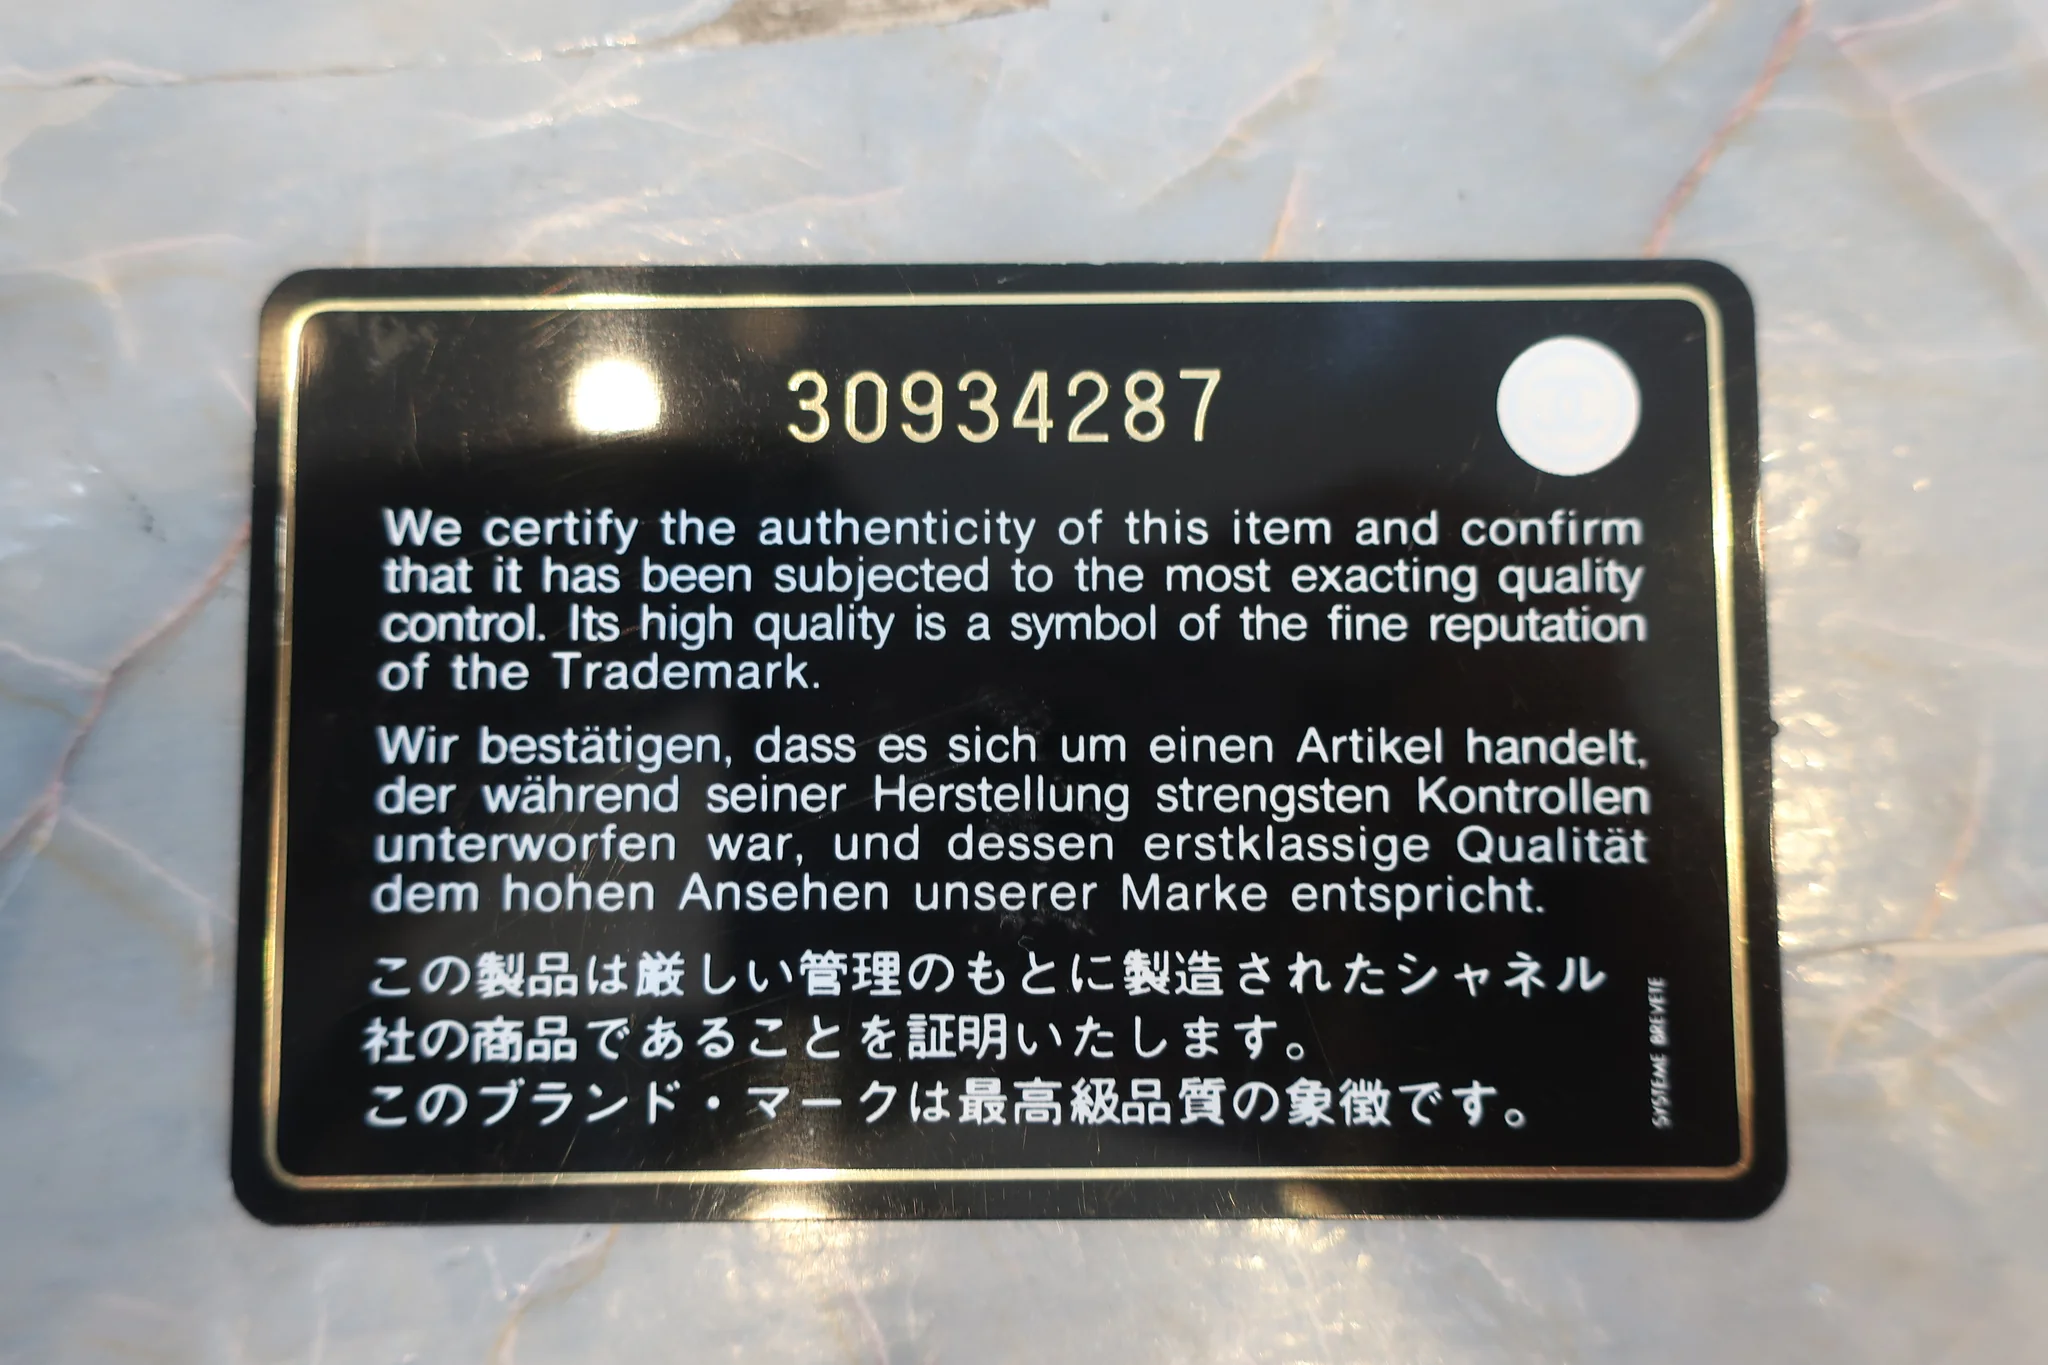 30934287
We certify the authenticity of this item and confirm
that it has been subjected to the most exacting quality
control. Its high quality is a symbol of the fine reputation
of the Trademark.
Wir bestätigen, dass es sich um einen Artikel handelt,
der während seiner Herstellung strengsten Kontrollen
unterworfen war, und dessen erstklassige Qualität
dem hohen Ansehen unserer Marke entspricht.
この製品は厳しい管理のもとに製造されたシャネル
社の商品であることを証明いたします。
このブランド・マークは最高級品質の象徴です。
SYSTEME BREVETE